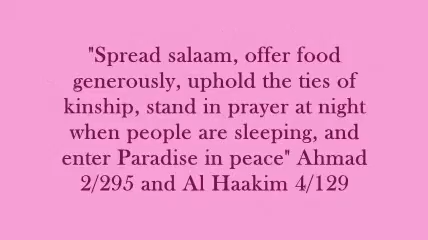 "Spread salaam, offer food
generously, uphold the ties of
kinship, stand in prayer at night
when people are sleeping, and
enter Paradise in peace" Ahmad
2/295 and Al Haakim 4/129